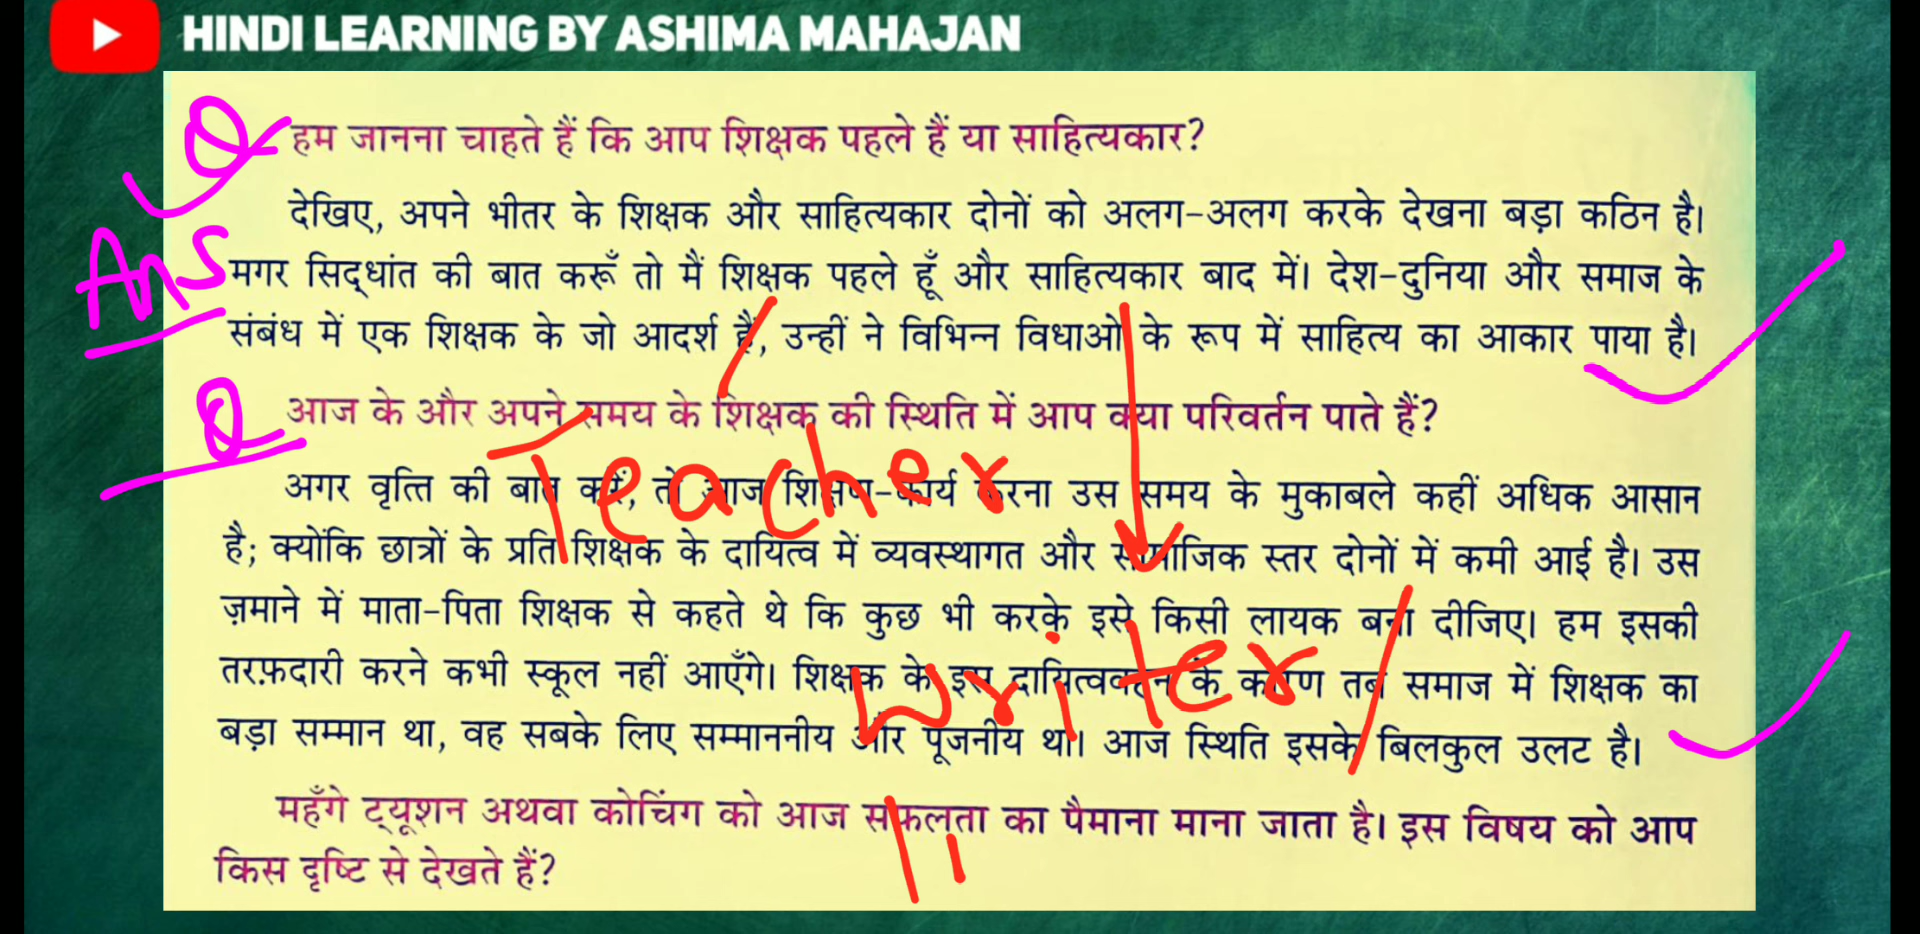 HINDI LEARNING BY ASHIMA MAHAJAN
Q हम जानना चाहते हैं कि आप शिक्षक पहले हैं या साहित्यकार?
देखिए, अपने भीतर के शिक्षक और साहित्यकार दोनों को अलग-अलग करके देखना बड़ा कठिन है।
Ans मगर सिद्धांत की बात करूँ तो मैं शिक्षक पहले हूँ और साहित्यकार बाद में। देश-दुनिया और समाज के
संबंध में एक शिक्षक के जो आदर्श हैं, उन्हीं ने विभिन्न विधाओं के रूप में साहित्य का आकार पाया है।
Q आज के और अपने समय के शिक्षक की स्थिति में आप क्या परिवर्तन पाते हैं?
Teacher
अगर वृत्ति की बात करें, तो आज शिक्षण-कार्य करना उस समय के मुकाबले कहीं अधिक आसान
है; क्योंकि छात्रों के प्रति शिक्षक के दायित्व में व्यवस्थागत और सामाजिक स्तर दोनों में कमी आई है। उस
ज़माने में माता-पिता शिक्षक से कहते थे कि कुछ भी करके इसे किसी लायक बना दीजिए। हम इसकी
तरफ़दारी करने कभी स्कूल नहीं आएँगे। शिक्षक के इस दायित्ववहन के कारण तब समाज में शिक्षक का
writer
बड़ा सम्मान था, वह सबके लिए सम्माननीय और पूजनीय था। आज स्थिति इसके बिलकुल उलट है।
महँगे ट्यूशन अथवा कोचिंग को आज सफलता का पैमाना माना जाता है। इस विषय को आप
किस दृष्टि से देखते हैं?